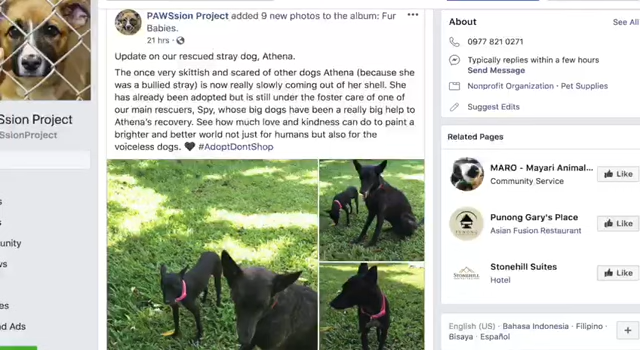 PAWSsion Project added 9 new photos to the album: Fur
Babies.
21 hrs ·
Update on our rescued stray dog, Athena.
The once very skittish and scared of other dogs Athena (because she
was a bullied stray) is now really slowly coming out of her shell. She
has already been adopted but is still under the foster care of one of
our main rescuers, Spy, whose big dogs have been a really big help to
Athena's recovery. See how much love and kindness can do to paint a
brighter and better world not just for humans but also for the
voiceless dogs. 🖤 #AdoptDontShop
Ssion Project
SsionProject
unity
ws
es
d Ads
About
See All
0977 821 0271
Typically replies within a few hours
Send Message
Nonprofit Organization · Pet Supplies
Suggest Edits
Related Pages
MARO - Mayari Animal...
Community Service
Like
Punong Gary's Place
Asian Fusion Restaurant
Like
STONEHILL
Stonehill Suites
Hotel
Like
English (US) · Bahasa Indonesia · Filipino ·
Bisaya · Español